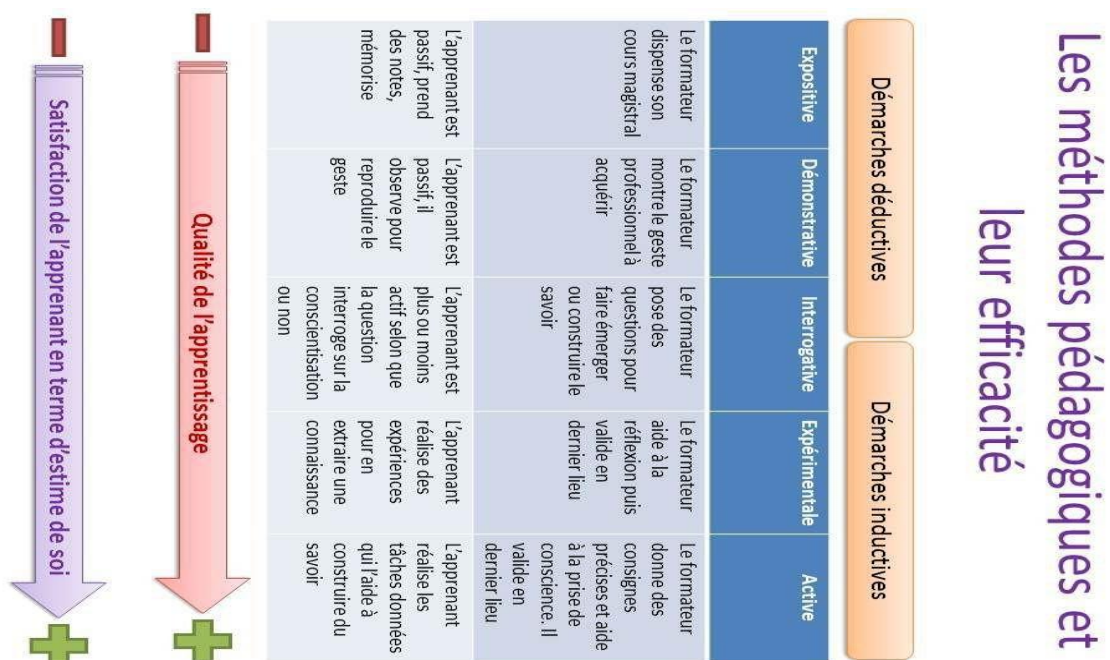 Les méthodes pédagogiques et
leur efficacité
Démarches déductives
Démarches inductives
Expositive
Démonstrative
Interrogative
Expérimentale
Active
Le formateur
dispense son
cours magistral
Le formateur
montre le geste
professionnel à
acquérir
Le formateur
pose des
questions pour
faire émerger
ou construire le
savoir
Le formateur
aide à la
réflexion puis
valide en
dernier lieu
Le formateur
donne des
consignes
précises et aide
à la prise de
conscience. Il
valide en
dernier lieu
L'apprenant est
passif, prend
des notes,
mémorise
L'apprenant est
passif, il
observe pour
reproduire le
geste
L'apprenant est
plus ou moins
actif selon que
la question
interroge sur la
conscientisation
ou non
L'apprenant
réalise des
expériences
pour en
extraire une
connaissance
L'apprenant
réalise les
tâches données
qui l'aide à
construire du
savoir
Qualité de l'apprentissage
Satisfaction de l'apprenant en terme d'estime de soi